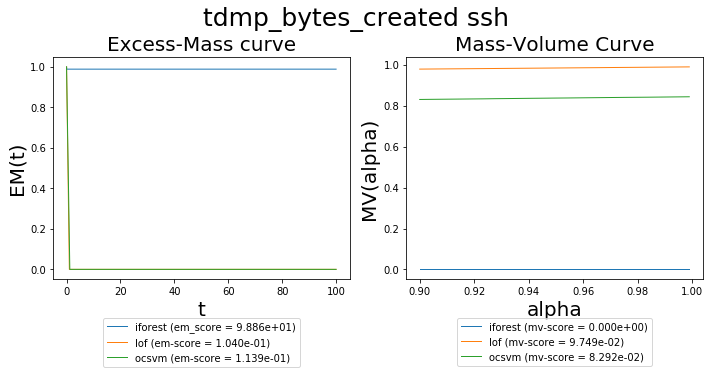 tdmp_bytes_created ssh
Excess-Mass curve
EM(t)
1.0
0.8
0.6
0.4
0.2
0.0
0 20 40 60 80 100
t
iforest (em_score = 9.886e+01)
lof (em-score = 1.040e-01)
ocsvm (em-score = 1.139e-01)
Mass-Volume Curve
MV(alpha)
1.0
0.8
0.6
0.4
0.2
0.0
0.90 0.92 0.94 0.96 0.98 1.00
alpha
iforest (mv-score = 0.000e+00)
lof (mv-score = 9.749e-02)
ocsvm (mv-score = 8.292e-02)